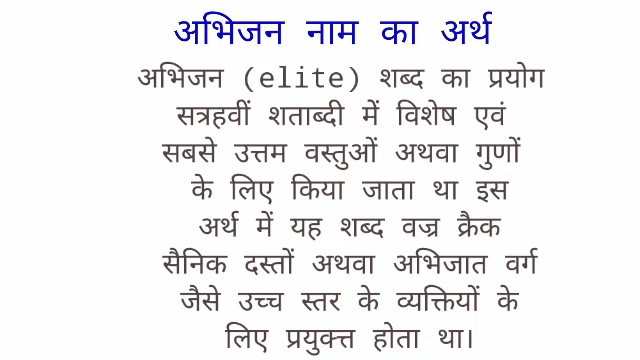 अभिजन नाम का अर्थ
अभिजन (elite) शब्द का प्रयोग
सत्रहवीं शताब्दी में विशेष एवं
सबसे उत्तम वस्तुओं अथवा गुणों
के लिए किया जाता था इस
अर्थ में यह शब्द वज्र क्रैक
सैनिक दस्तों अथवा अभिजात वर्ग
जैसे उच्च स्तर के व्यक्तियों के
लिए प्रयुक्त होता था।